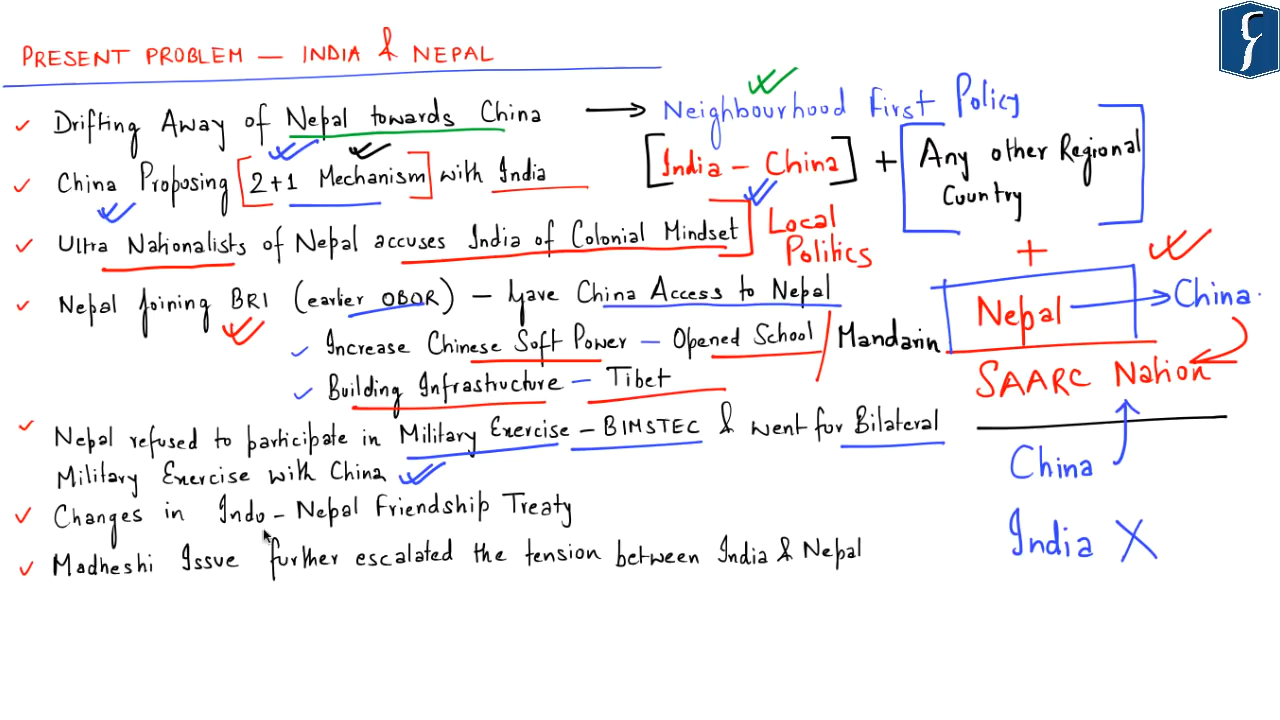 PRESENT PROBLEM — INDIA & NEPAL
Drifting Away of Nepal towards China → Neighbourhood First Policy
China Proposing [2+1 Mechanism] with India
[India - China] + [Any other Regional Country]
Ultra Nationalists of Nepal accuses India of Colonial Mindset] Local Politics
+
Nepal → China
SAARC Nation
Nepal Joining BRI (earlier OBOR) - Gave China Access to Nepal
Increase Chinese Soft Power - Opened School / Mandarin
Building Infrastructure - Tibet
Nepal refused to participate in Military Exercise - BIMSTEC & went for Bilateral
Military Exercise with China
China
India X
Changes in Indo - Nepal Friendship Treaty
Madheshi Issue further escalated the tension between India & Nepal